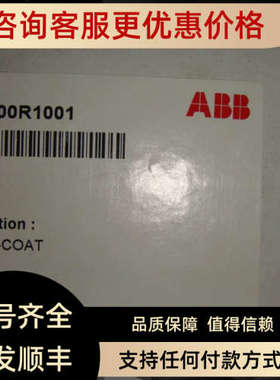 咨询客服更优惠价格
ABB
00R1001
tion :
-COAT
号号全
发顺丰
品质保障 值得信赖
支持任何付款方式